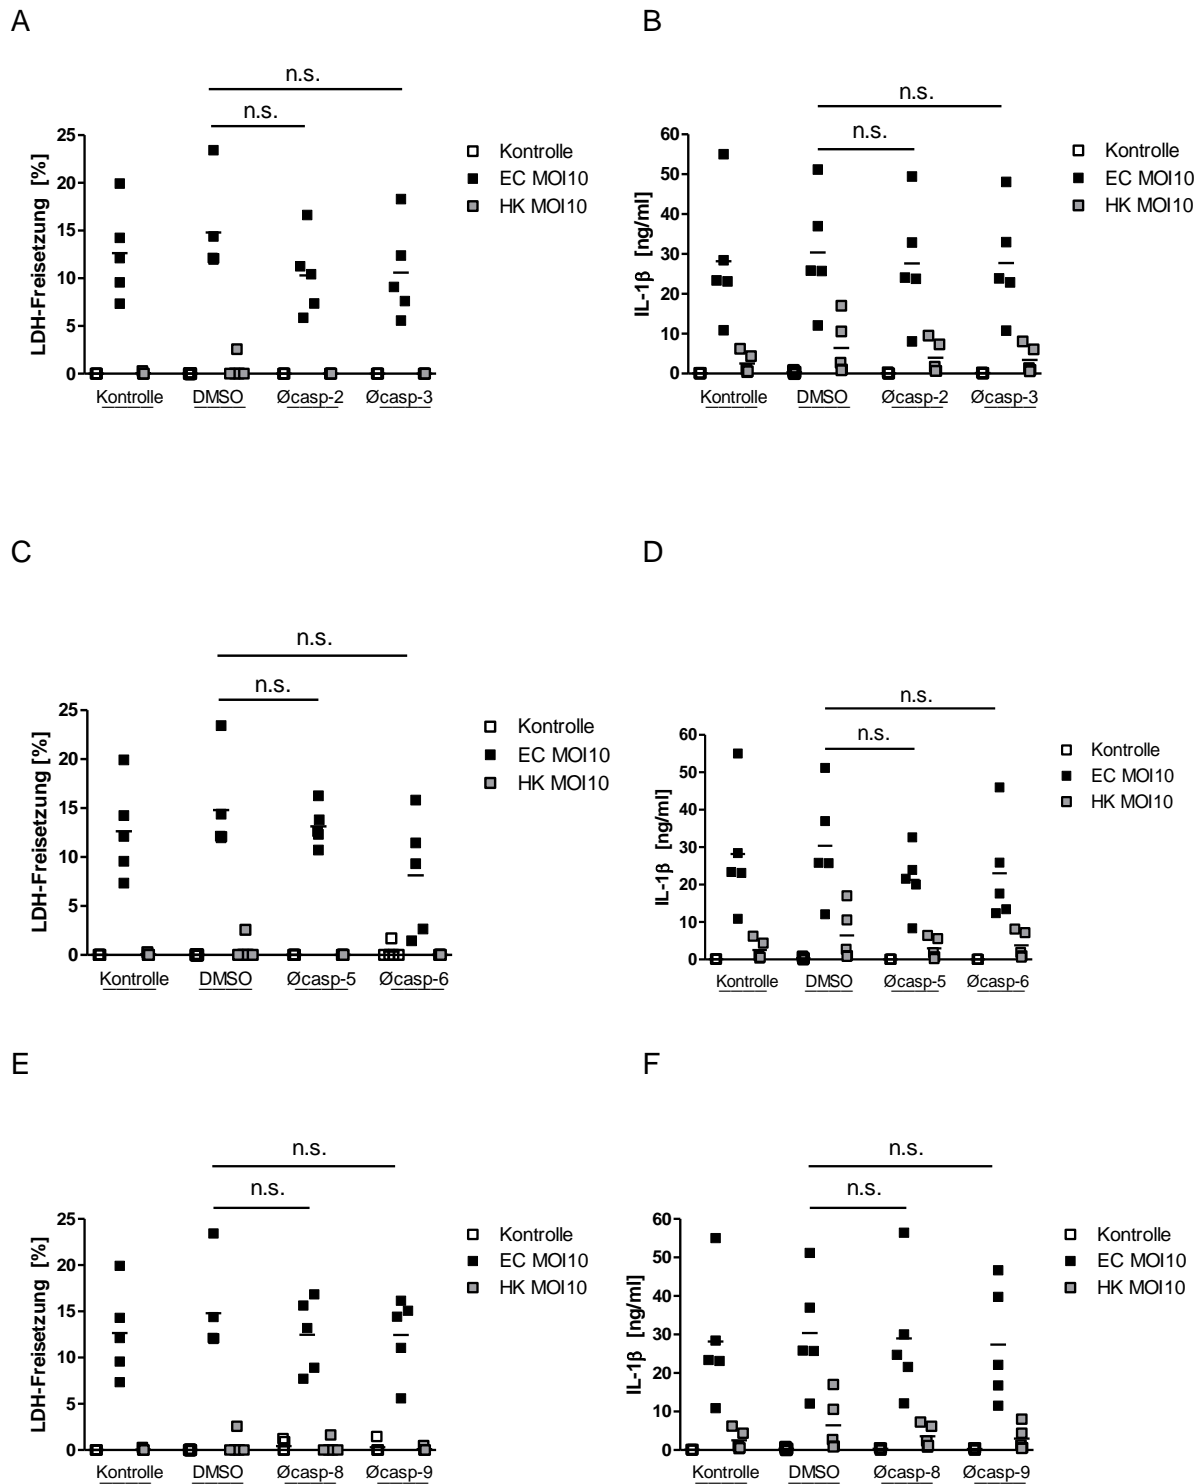 A
B
n.s.
n.s.
LDH-Freisetzung [%]
25
20
15
10
5
0
Kontrolle DMSO Øcasp-2 Øcasp-3
Kontrolle
EC MOI10
HK MOI10
n.s.
n.s.
IL-1β [ng/ml]
60
50
40
30
20
10
0
Kontrolle DMSO Øcasp-2 Øcasp-3
Kontrolle
EC MOI10
HK MOI10
C
D
n.s.
n.s.
LDH-Freisetzung [%]
25
20
15
10
5
0
Kontrolle DMSO Øcasp-5 Øcasp-6
Kontrolle
EC MOI10
HK MOI10
n.s.
n.s.
IL-1β [ng/ml]
60
50
40
30
20
10
0
Kontrolle DMSO Øcasp-5 Øcasp-6
Kontrolle
EC MOI10
HK MOI10
E
F
n.s.
n.s.
LDH-Freisetzung [%]
25
20
15
10
5
0
Kontrolle DMSO Øcasp-8 Øcasp-9
Kontrolle
EC MOI10
HK MOI10
n.s.
n.s.
IL-1β [ng/ml]
60
50
40
30
20
10
0
Kontrolle DMSO Øcasp-8 Øcasp-9
Kontrolle
EC MOI10
HK MOI10